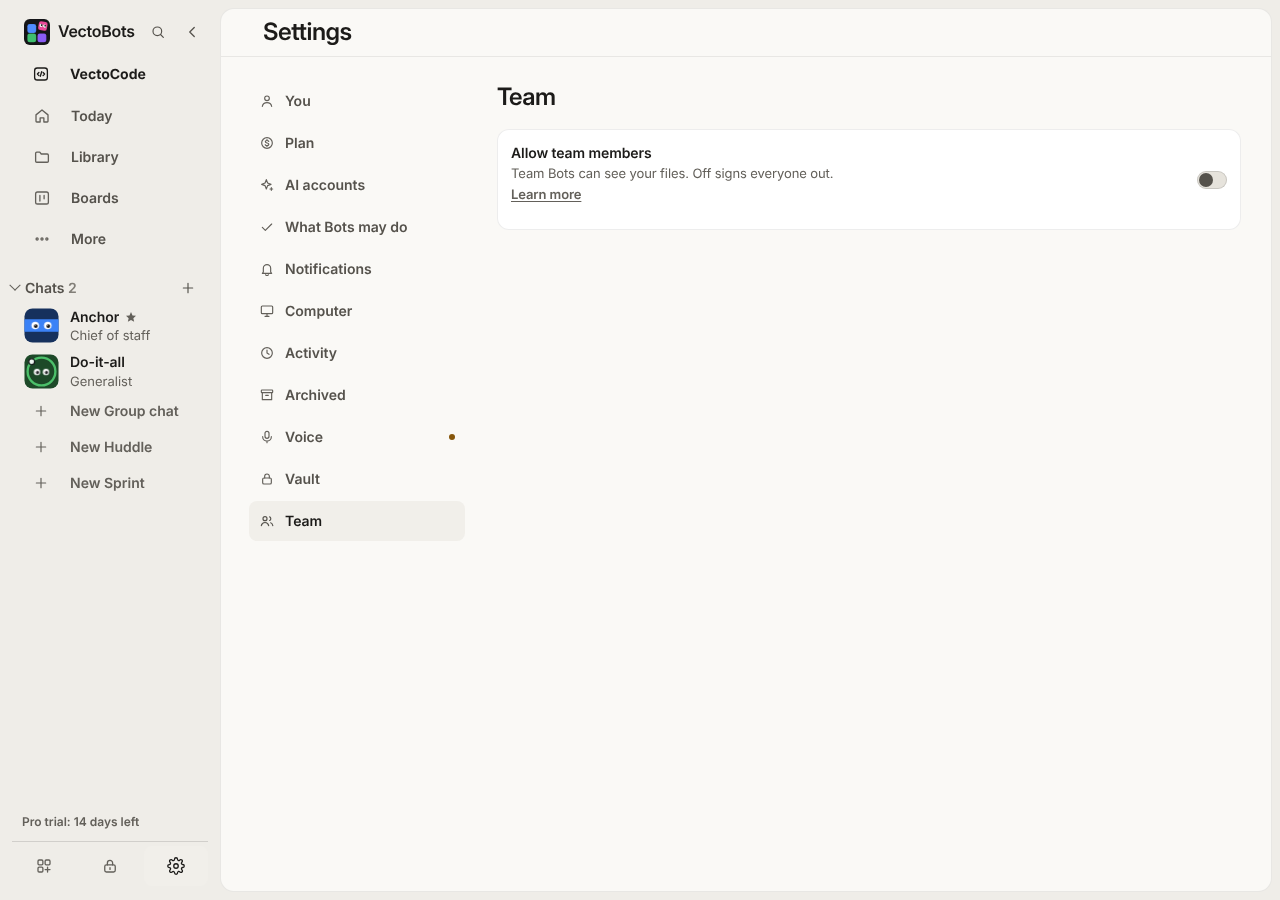 VectoBots
VectoCode
Today
Library
Boards
More
Chats 2
Anchor
Chief of staff
Do-it-all
Generalist
New Group chat
New Huddle
New Sprint
Pro trial: 14 days left
Settings
You
Plan
AI accounts
What Bots may do
Notifications
Computer
Activity
Archived
Voice
Vault
Team
Team
Allow team members
Team Bots can see your files. Off signs everyone out.
Learn more